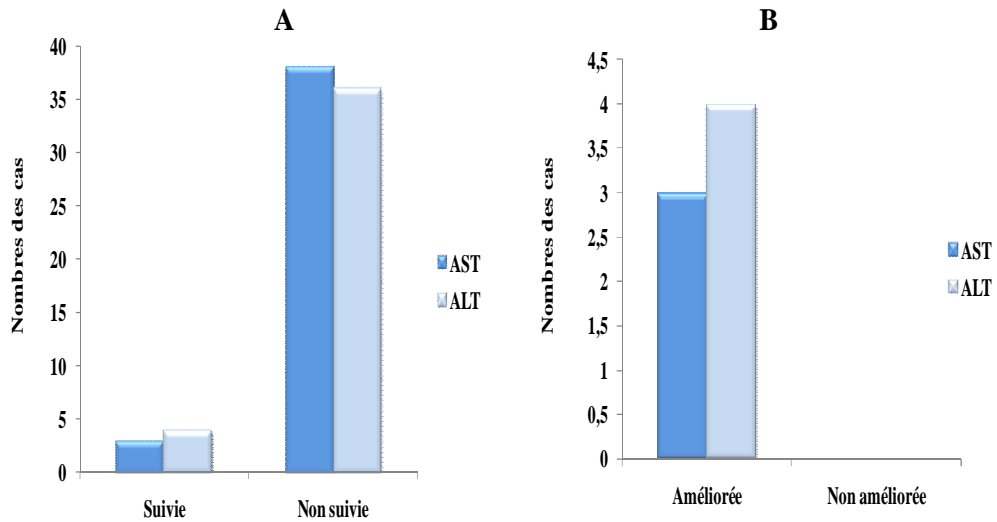 A
Nombres des cas
40
35
30
25
20
15
10
5
0
Suivie
Non suivie
AST
ALT
B
Nombres des cas
4,5
4
3,5
3
2,5
2
1,5
1
0,5
0
Améliorée
Non améliorée
AST
ALT